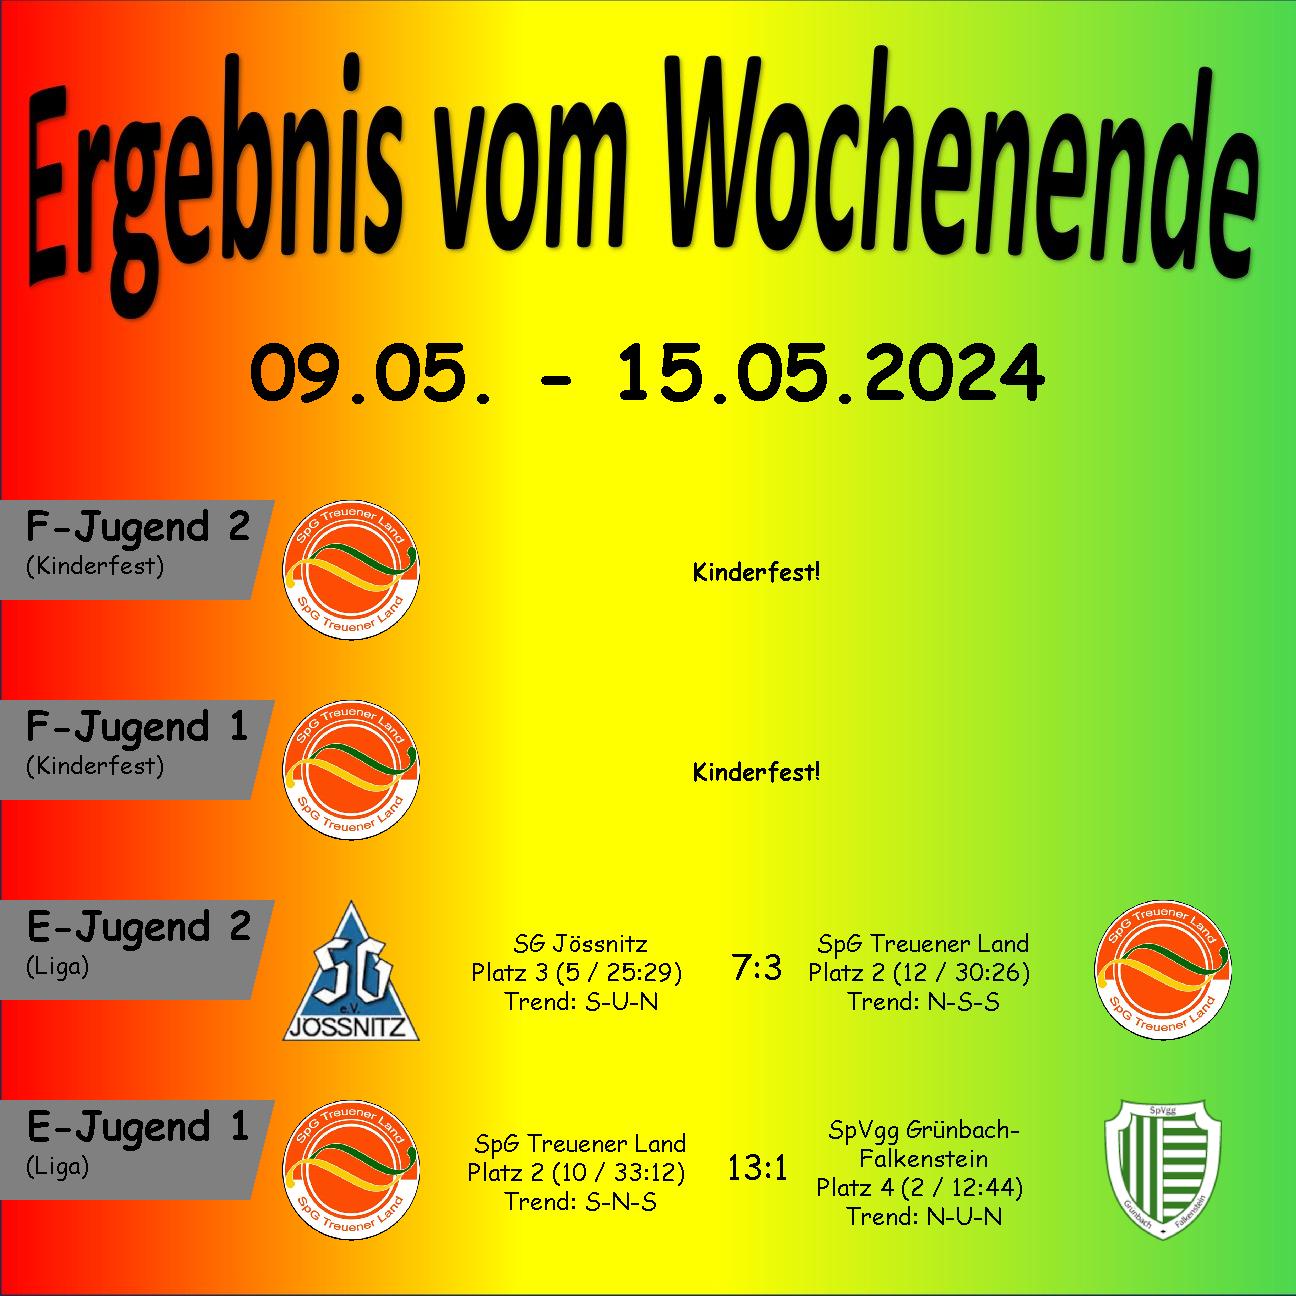 Ergebnis vom Wochenende
09.05. - 15.05.2024
F-Jugend 2
(Kinderfest)
SpG Treuener Land
SpG Treuener Land
Kinderfest!
F-Jugend 1
(Kinderfest)
SpG Treuener Land
SpG Treuener Land
Kinderfest!
E-Jugend 2
(Liga)
SG
e.V.
JÖSSNITZ
SG Jössnitz
Platz 3 (5 / 25:29)
Trend: S-U-N
7:3
SpG Treuener Land
Platz 2 (12 / 30:26)
Trend: N-S-S
SpG Treuener Land
SpG Treuener Land
E-Jugend 1
(Liga)
SpG Treuener Land
SpG Treuener Land
SpG Treuener Land
Platz 2 (10 / 33:12)
Trend: S-N-S
13:1
SpVgg Grünbach-
Falkenstein
Platz 4 (2 / 12:44)
Trend: N-U-N
SpVgg
Grünbach - Falkenstein